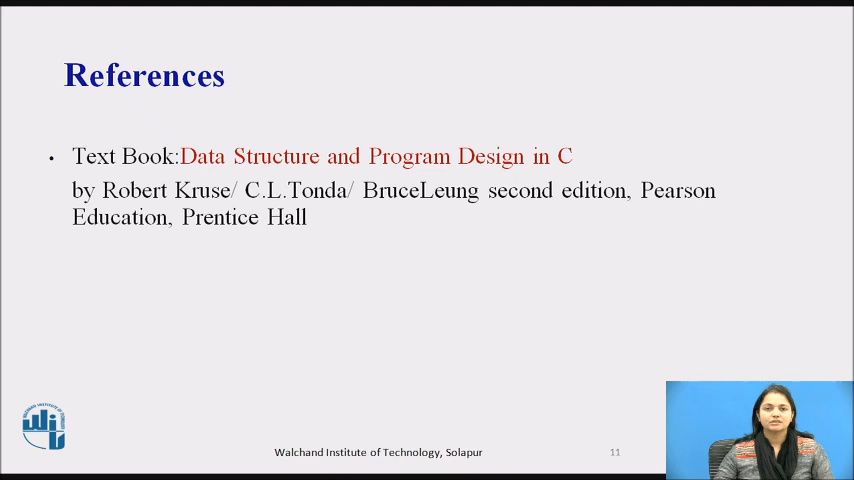 References
• Text Book:Data Structure and Program Design in C
by Robert Kruse/ C.L.Tonda/ BruceLeung second edition, Pearson
Education, Prentice Hall
Walchand Institute of Technology, Solapur
11